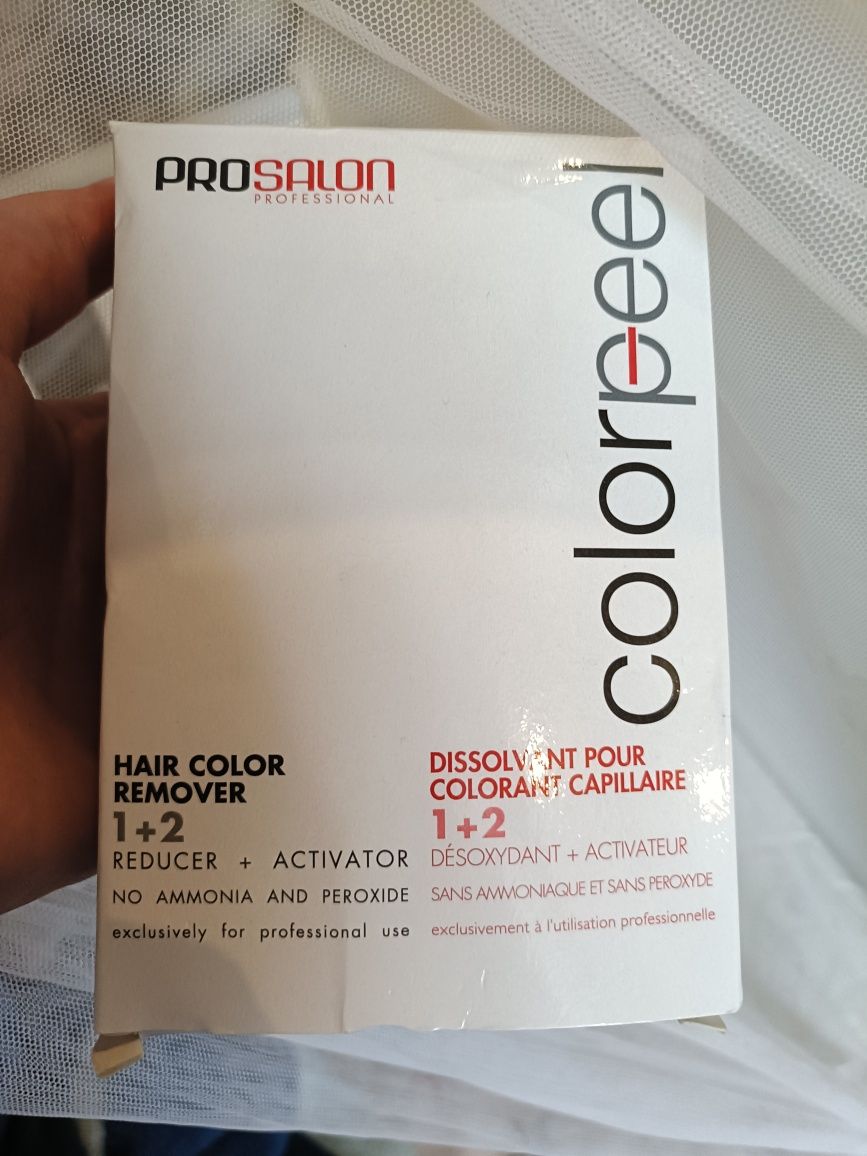 PROSALON
PROFESSIONAL
colorpeel
HAIR COLOR
REMOVER
1+2
REDUCER + ACTIVATOR
NO AMMONIA AND PEROXIDE
exclusively for professional use
DISSOLVANT POUR
COLORANT CAPILLAIRE
1+2
DÉSOXYDANT + ACTIVATEUR
SANS AMMONIAQUE ET SANS PEROXYDE
exclusivement à l'utilisation professionnelle